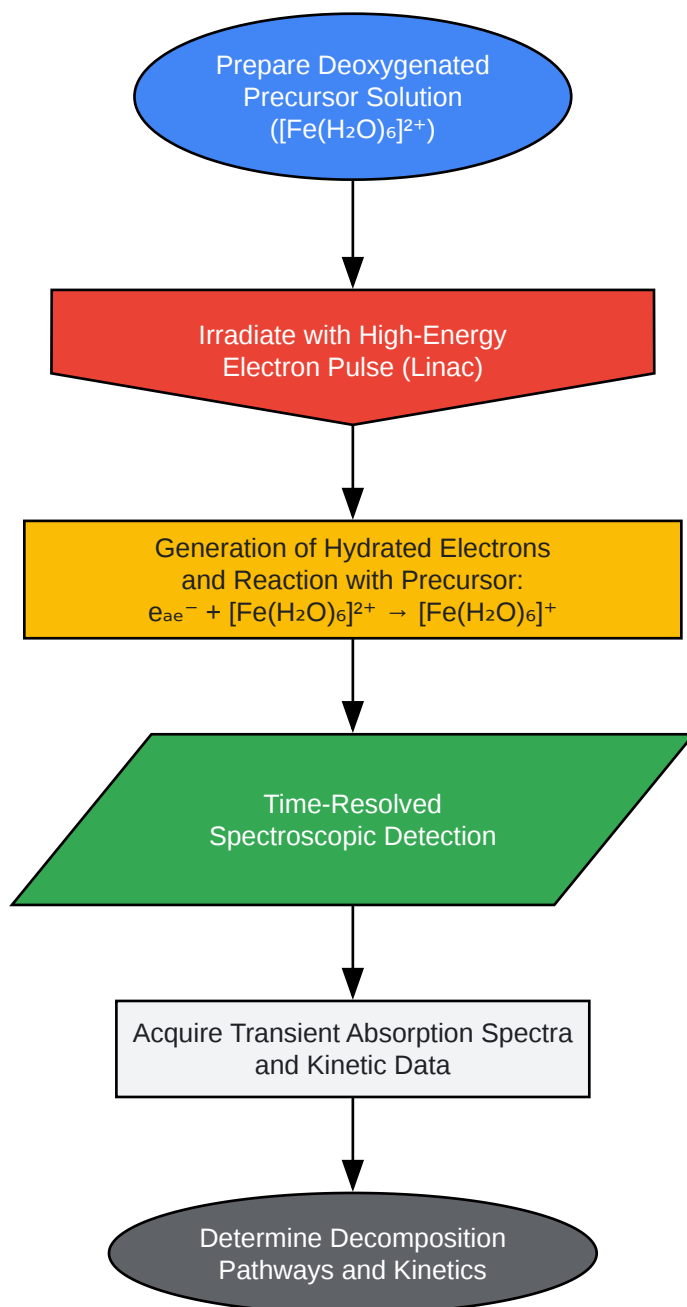 Prepare Deoxygenated
Precursor Solution
([Fe(H₂O)₆]²⁺)
Irradiate with High-Energy
Electron Pulse (Linac)
Generation of Hydrated Electrons
and Reaction with Precursor:
eₐₑ⁻ + [Fe(H₂O)₆]²⁺ → [Fe(H₂O)₆]⁺
Time-Resolved
Spectroscopic Detection
Acquire Transient Absorption Spectra
and Kinetic Data
Determine Decomposition
Pathways and Kinetics